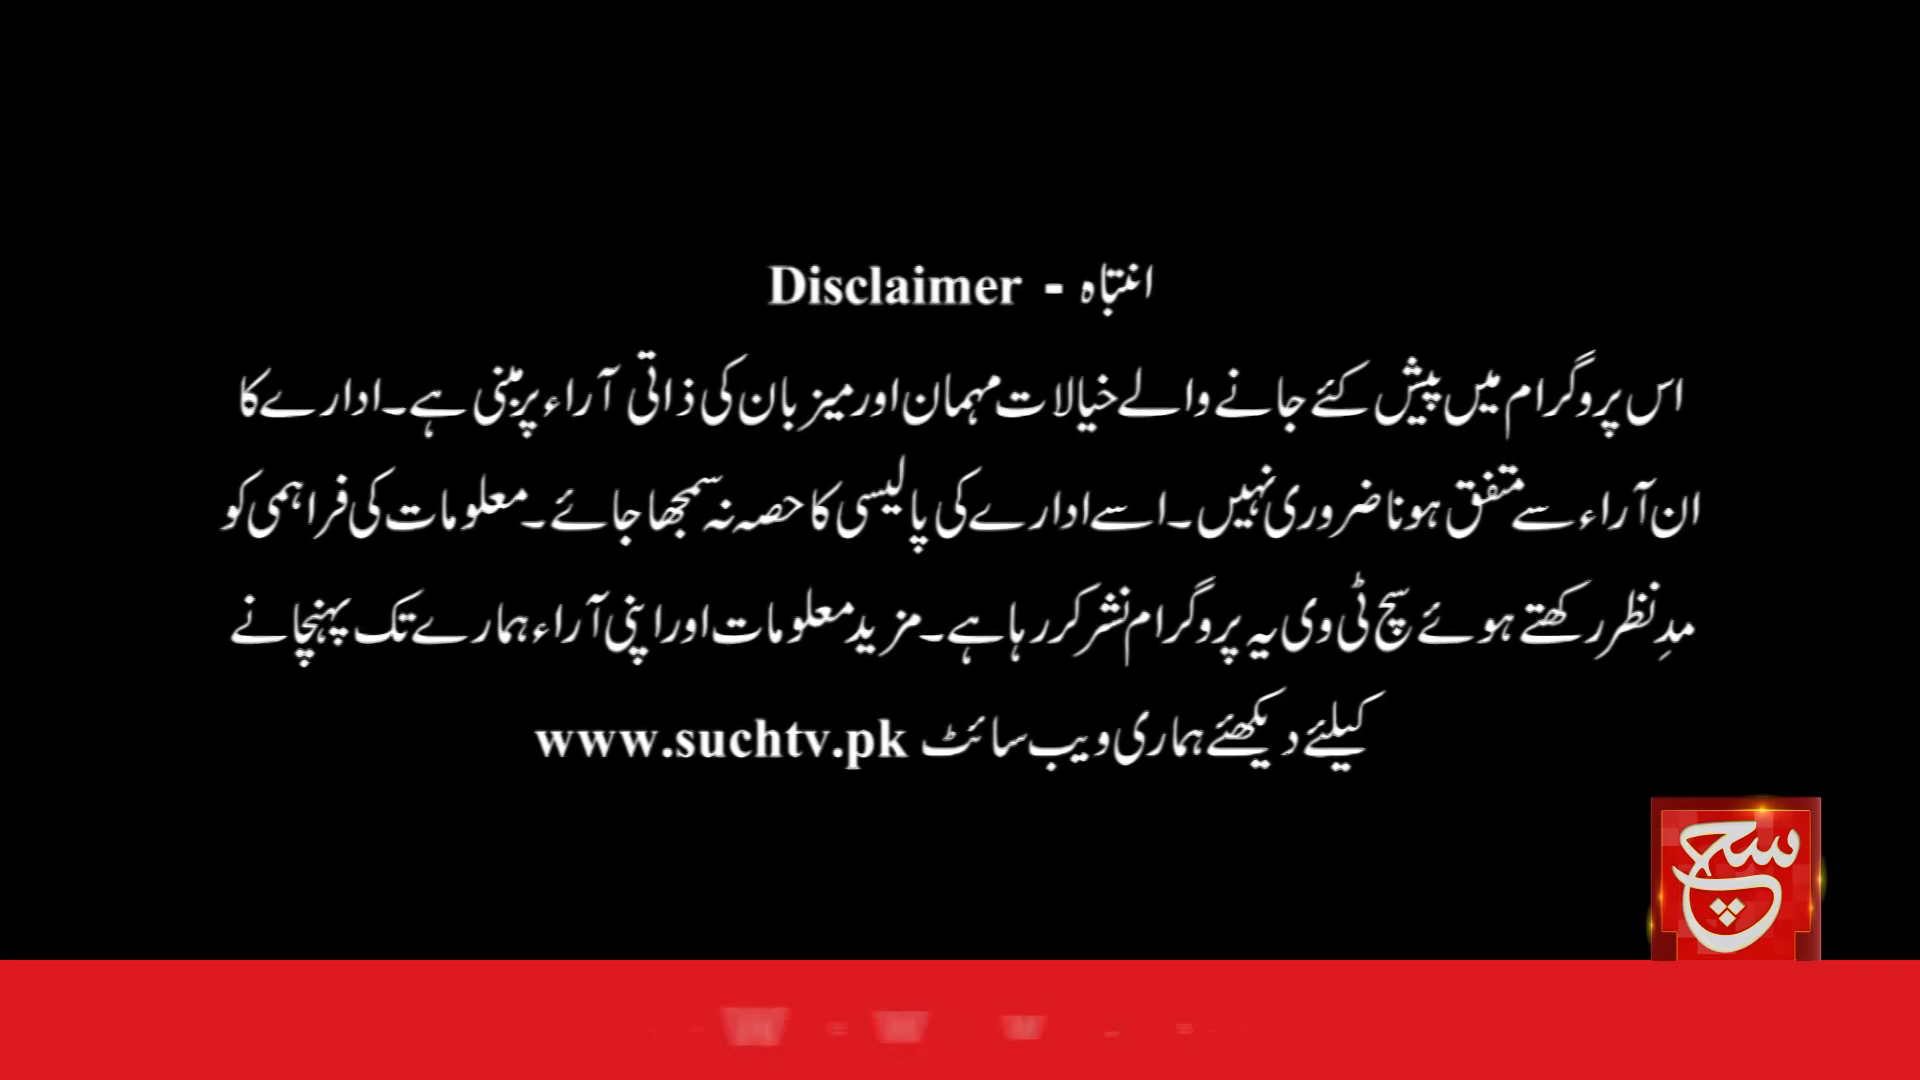 انتباہ - Disclaimer
اس پروگرام میں پیش کئے جانے والے خیالات مہمان اور میزبان کی ذاتی آراء پر مبنی ہے۔ ادارے کا
ان آراء سے متفق ہونا ضروری نہیں۔ اسے ادارے کی پالیسی کا حصہ نہ سمجھا جائے۔ معلومات کی فراہمی کو
مدِنظر رکھتے ہوئے سچ ٹی وی یہ پروگرام نشر کر رہا ہے۔ مزید معلومات اور اپنی آراء ہمارے تک پہنچانے
کیلئے دیکھئے ہماری ویب سائٹ www.suchtv.pk
سچ